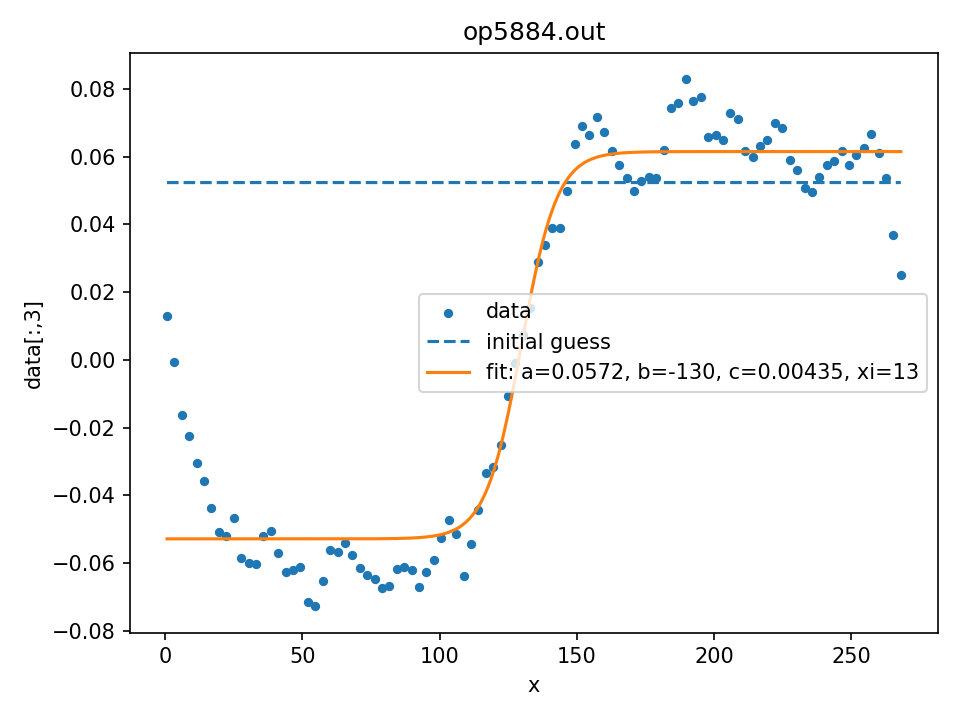 op5884.out
data[:,3]
0.08
0.06
0.04
0.02
0.00
−0.02
−0.04
−0.06
−0.08
data
initial guess
fit: a=0.0572, b=-130, c=0.00435, xi=13
0 50 100 150 200 250
x